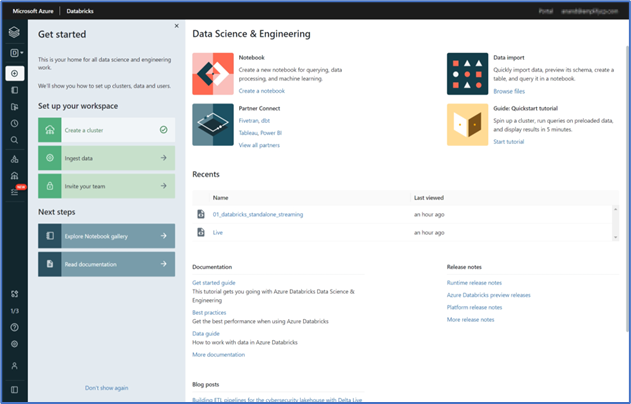 Microsoft Azure
Databricks
Portal
Get started
This is your home for all data science and engineering
work.
We'll show you how to set up clusters, data and users.
Set up your workspace
Create a cluster
Ingest data
Invite your team
Next steps
Explore Notebook gallery
Read documentation
Don't show again
D
NEW
1/3
Data Science & Engineering
Notebook
Create a new notebook for querying, data
processing, and machine learning.
Create a notebook
Data import
Quickly import data, preview its schema, create a
table, and query it in a notebook.
Browse files
Partner Connect
Fivetran, dbt
Tableau, Power BI
View all partners
Guide: Quickstart tutorial
Spin up a cluster, run queries on preloaded data,
and display results in 5 minutes.
Start tutorial
Recents
Name
Last viewed
01_databricks_standalone_streaming
an hour ago
Live
an hour ago
Documentation
Get started guide
This tutorial gets you going with Azure Databricks Data Science &
Engineering
Best practices
Get the best performance when using Azure Databricks
Data guide
How to work with data in Azure Databricks
More documentation
Release notes
Runtime release notes
Azure Databricks preview releases
Platform release notes
More release notes
Blog posts
Building ETL pipelines for the cybersecurity lakehouse with Delta Live